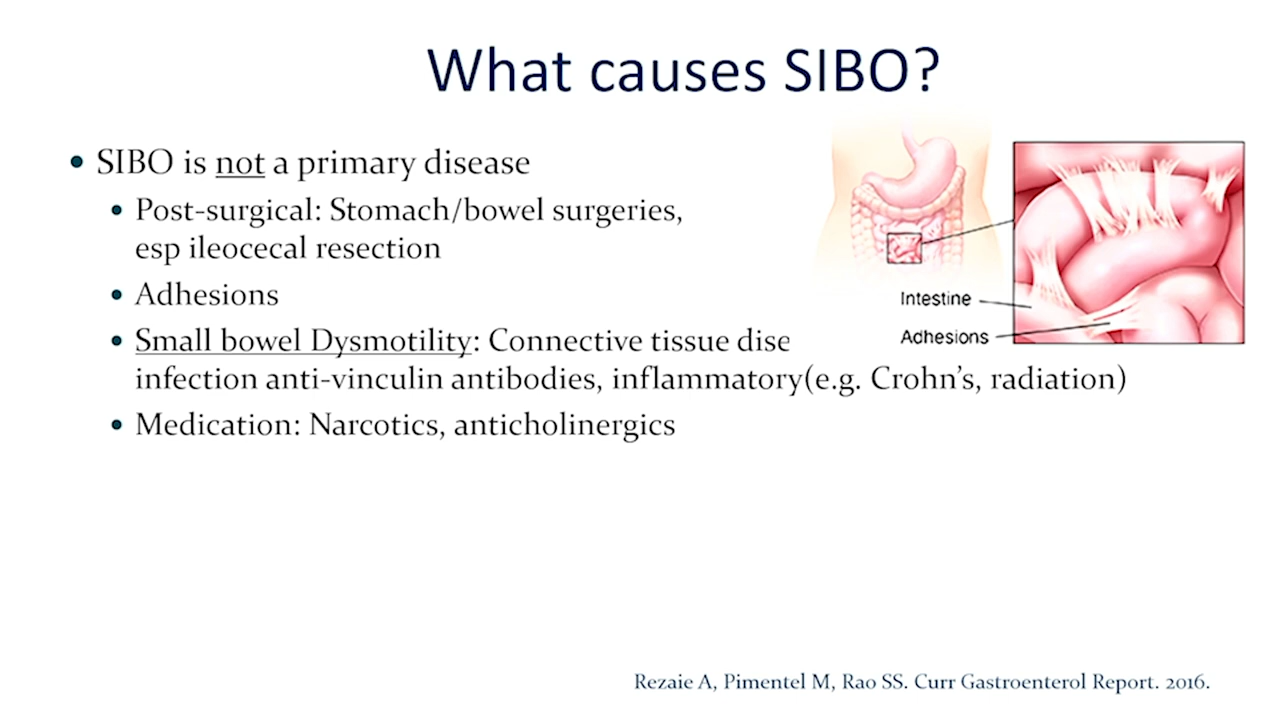 What causes SIBO?
• SIBO is not a primary disease
• Post-surgical: Stomach/bowel surgeries,
esp ileocecal resection
• Adhesions
• Small bowel Dysmotility: Connective tissue dise
infection anti-vinculin antibodies, inflammatory(e.g. Crohn's, radiation)
• Medication: Narcotics, anticholinergics
Intestine
Adhesions
Rezaie A, Pimentel M, Rao SS. Curr Gastroenterol Report. 2016.